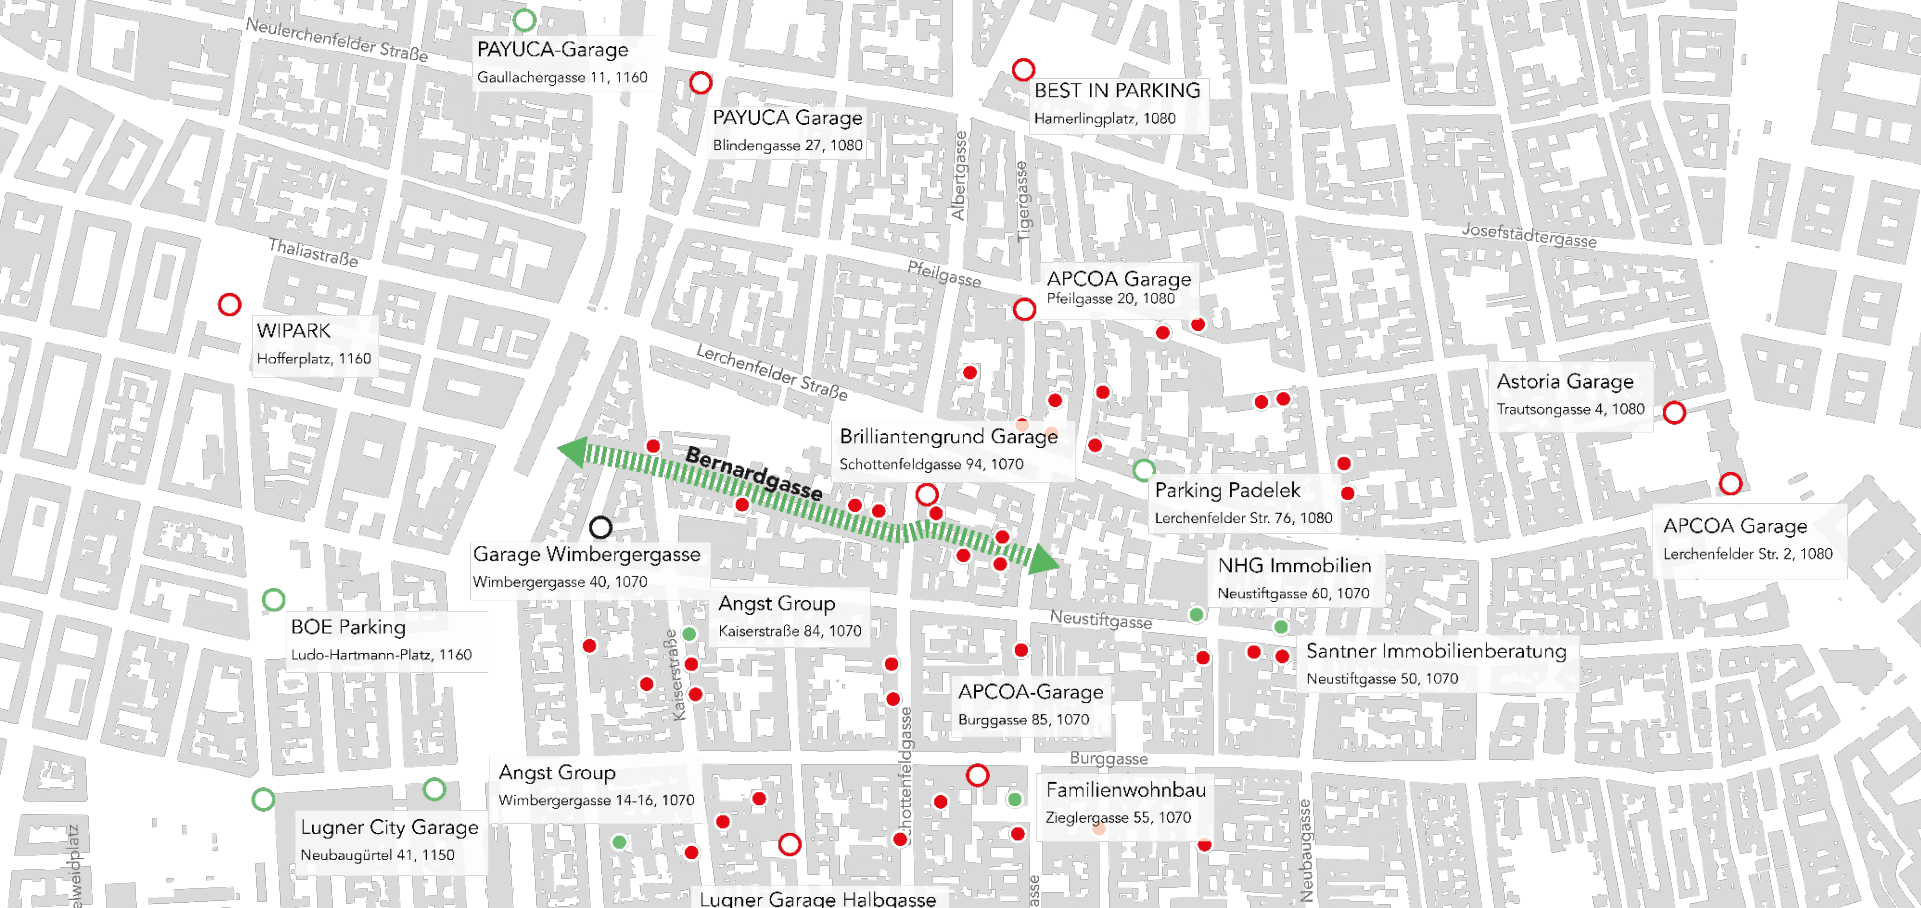 Neulerchenfelder Straße
PAYUCA-Garage
Gaullachergasse 11, 1160
PAYUCA Garage
Blindengasse 27, 1080
BEST IN PARKING
Hamerlingplatz, 1080
Albertgasse
Tigergasse
Josefstädtergasse
Thaliastraße
Pfeilgasse
APCOA Garage
Pfeilgasse 20, 1080
WIPARK
Hofferplatz, 1160
Lerchenfelder Straße
Astoria Garage
Trautsongasse 4, 1080
Brilliantengrund Garage
Schottenfeldgasse 94, 1070
Bernardgasse
Parking Padelek
Lerchenfelder Str. 76, 1080
APCOA Garage
Lerchenfelder Str. 2, 1080
Garage Wimbergergasse
Wimbergergasse 40, 1070
NHG Immobilien
Neustiftgasse 60, 1070
Angst Group
Kaiserstraße 84, 1070
Neustiftgasse
BOE Parking
Ludo-Hartmann-Platz, 1160
Kaiserstraße
Santner Immobilienberatung
Neustiftgasse 50, 1070
APCOA-Garage
Burggasse 85, 1070
Schottenfeldgasse
Burggasse
Angst Group
Wimbergergasse 14-16, 1070
Familienwohnbau
Zieglergasse 55, 1070
Lugner City Garage
Neubaugürtel 41, 1150
elweidplatz
Neubaugasse
asse
Lugner Garage Halbgasse